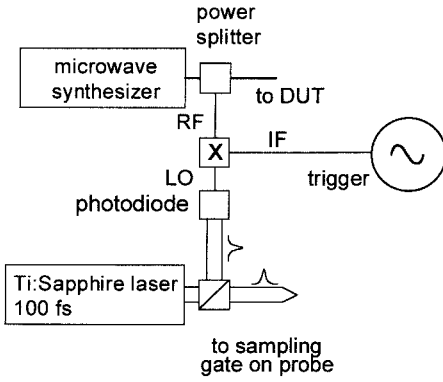 power
splitter
microwave
synthesizer
to DUT
RF
X
IF
LO
trigger
photodiode
Ti:Sapphire laser
100 fs
to sampling
gate on probe